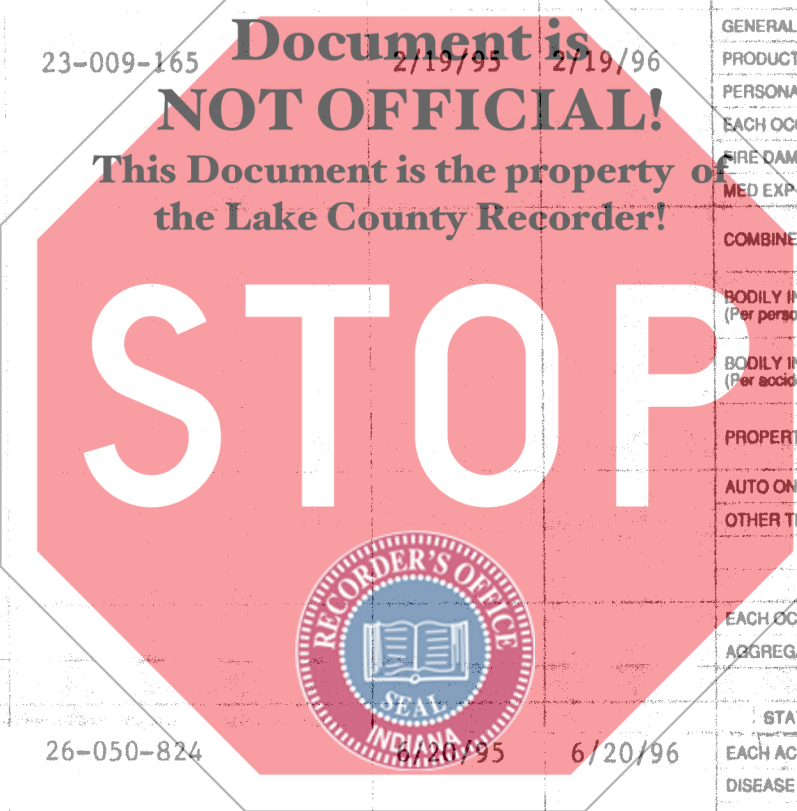 Document is
23-009-165 2/19/95 2/19/96
NOT OFFICIAL!
This Document is the property of
the Lake County Recorder!
STOP
RECORDER'S OFFICE
SEAL
INDIANA
26-050-824 6/20/95 6/20/96
GENERAL
PRODUCT
PERSONA
EACH OC
FIRE DAM
MED EXP
COMBINE
BODILY IN
(Per perso
BODILY IN
(Per accid
PROPERT
AUTO ON
OTHER T
EACH OC
AGGREGA
STA
EACH AC
DISEASE